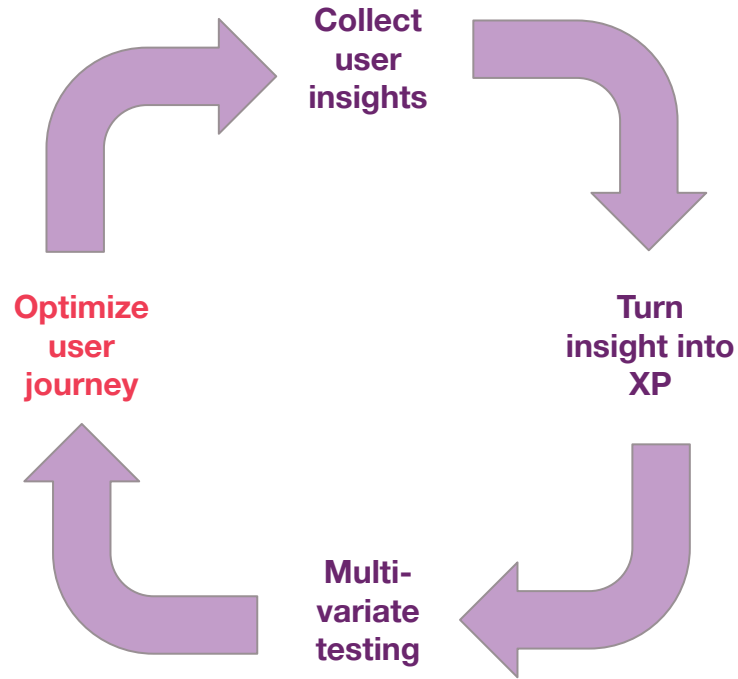 Collect
user
insights
Optimize
user
journey
Turn
insight into
XP
Multi-
variate
testing